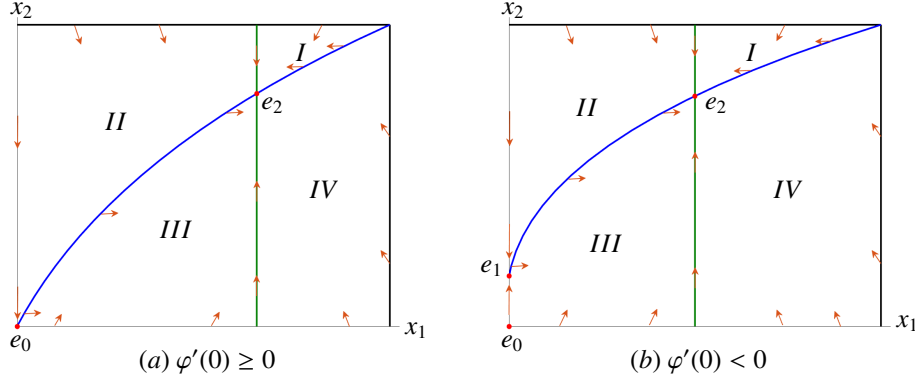 x₂
I
e₂
II
IV
III
x₁
e₀
(a) φ′(0) ≥ 0
x₂
I
e₂
II
IV
III
e₁
x₁
e₀
(b) φ′(0) < 0